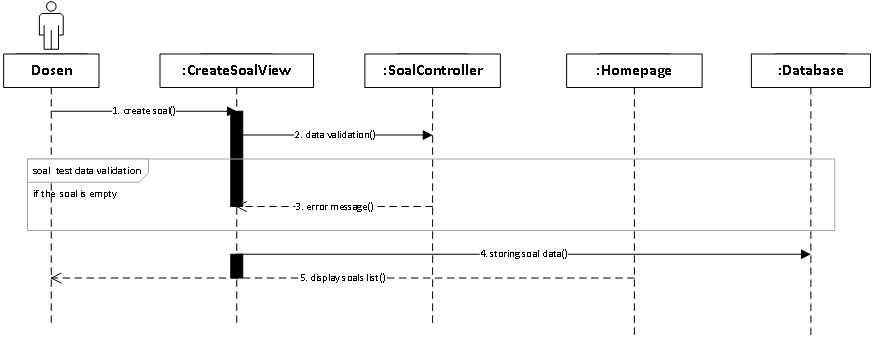 Dosen
:CreateSoalView
:SoalController
:Homepage
:Database
1. create soal()
2. data validation()
soal test data validation
if the soal is empty
3. error message()
4. storing soal data()
5. display soals list()